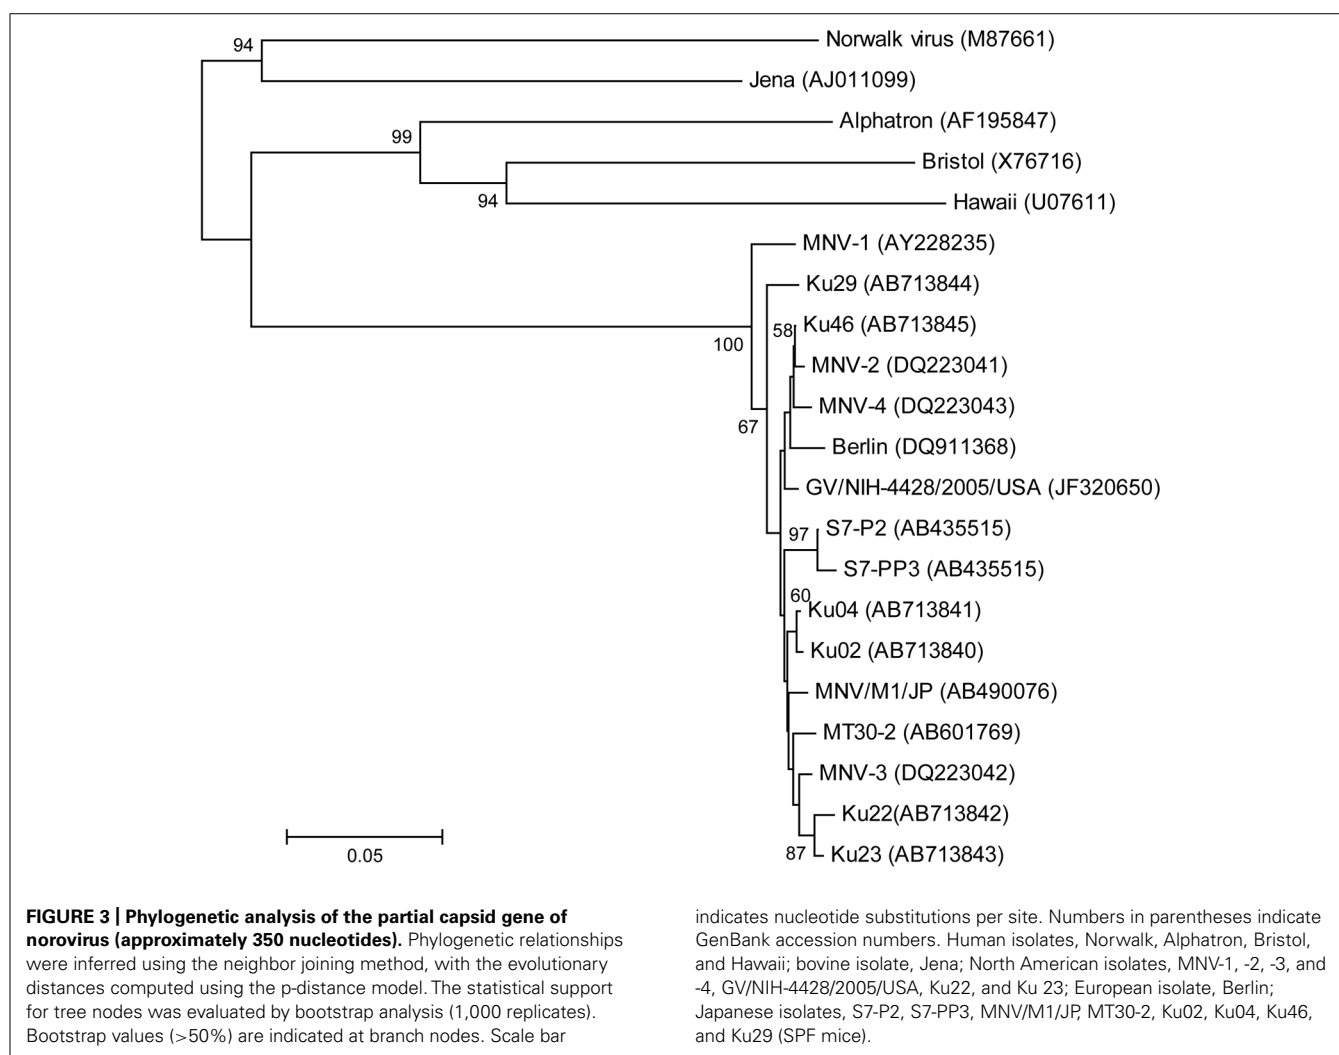 94
Norwalk virus (M87661)
Jena (AJ011099)
Alphatron (AF195847)
99
Bristol (X76716)
94
Hawaii (U07611)
MNV-1 (AY228235)
Ku29 (AB713844)
58
Ku46 (AB713845)
100
MNV-2 (DQ223041)
MNV-4 (DQ223043)
67
Berlin (DQ911368)
GV/NIH-4428/2005/USA (JF320650)
97
S7-P2 (AB435515)
S7-PP3 (AB435515)
60
Ku04 (AB713841)
Ku02 (AB713840)
MNV/M1/JP (AB490076)
MT30-2 (AB601769)
MNV-3 (DQ223042)
Ku22(AB713842)
87
Ku23 (AB713843)
0.05
FIGURE 3 | Phylogenetic analysis of the partial capsid gene of
norovirus (approximately 350 nucleotides). Phylogenetic relationships
were inferred using the neighbor joining method, with the evolutionary
distances computed using the p-distance model. The statistical support
for tree nodes was evaluated by bootstrap analysis (1,000 replicates).
Bootstrap values (>50%) are indicated at branch nodes. Scale bar
indicates nucleotide substitutions per site. Numbers in parentheses indicate
GenBank accession numbers. Human isolates, Norwalk, Alphatron, Bristol,
and Hawaii; bovine isolate, Jena; North American isolates, MNV-1, -2, -3, and
-4, GV/NIH-4428/2005/USA, Ku22, and Ku 23; European isolate, Berlin;
Japanese isolates, S7-P2, S7-PP3, MNV/M1/JP, MT30-2, Ku02, Ku04, Ku46,
and Ku29 (SPF mice).